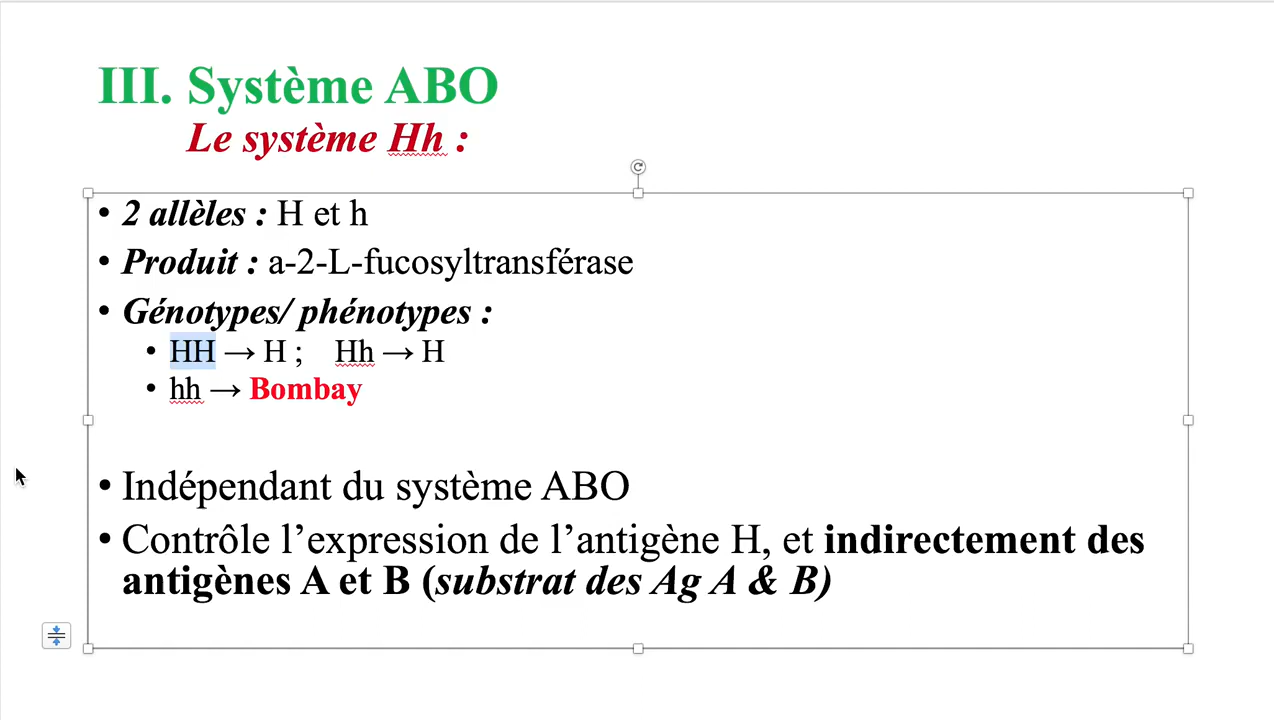 III. Système ABO
Le système Hh :
• 2 allèles : H et h
• Produit : a-2-L-fucosyltransférase
• Génotypes/ phénotypes :
• HH → H ; Hh → H
• hh → Bombay
• Indépendant du système ABO
• Contrôle l’expression de l’antigène H, et indirectement des
antigènes A et B (substrat des Ag A & B)